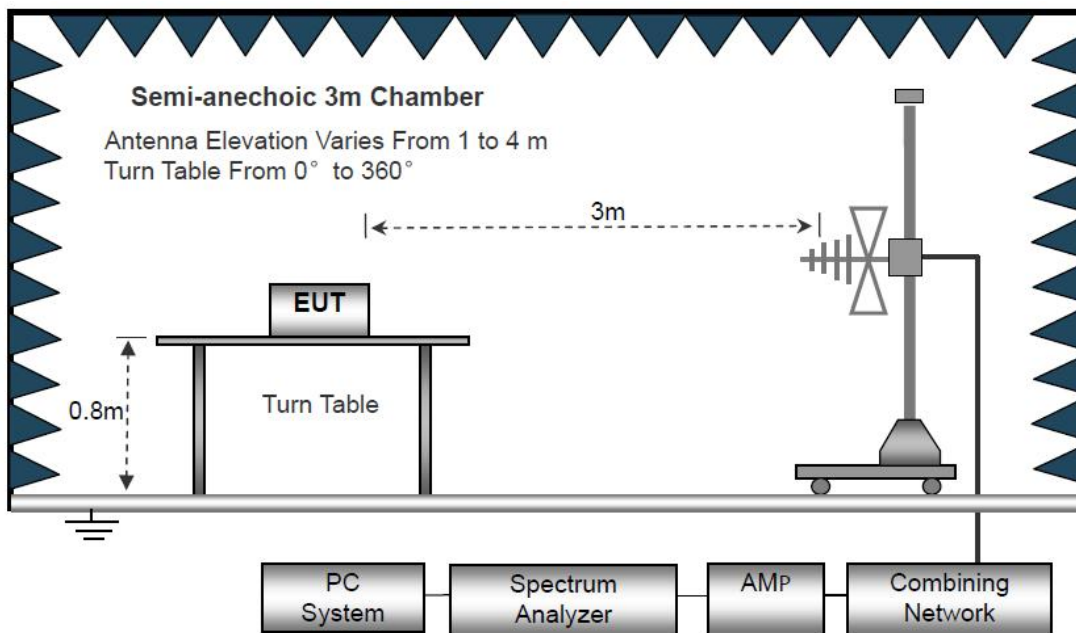 Semi-anechoic 3m Chamber
Antenna Elevation Varies From 1 to 4 m
Turn Table From 0° to 360°
3m
EUT
0.8m
Turn Table
PC
System
Spectrum
Analyzer
AMP
Combining
Network